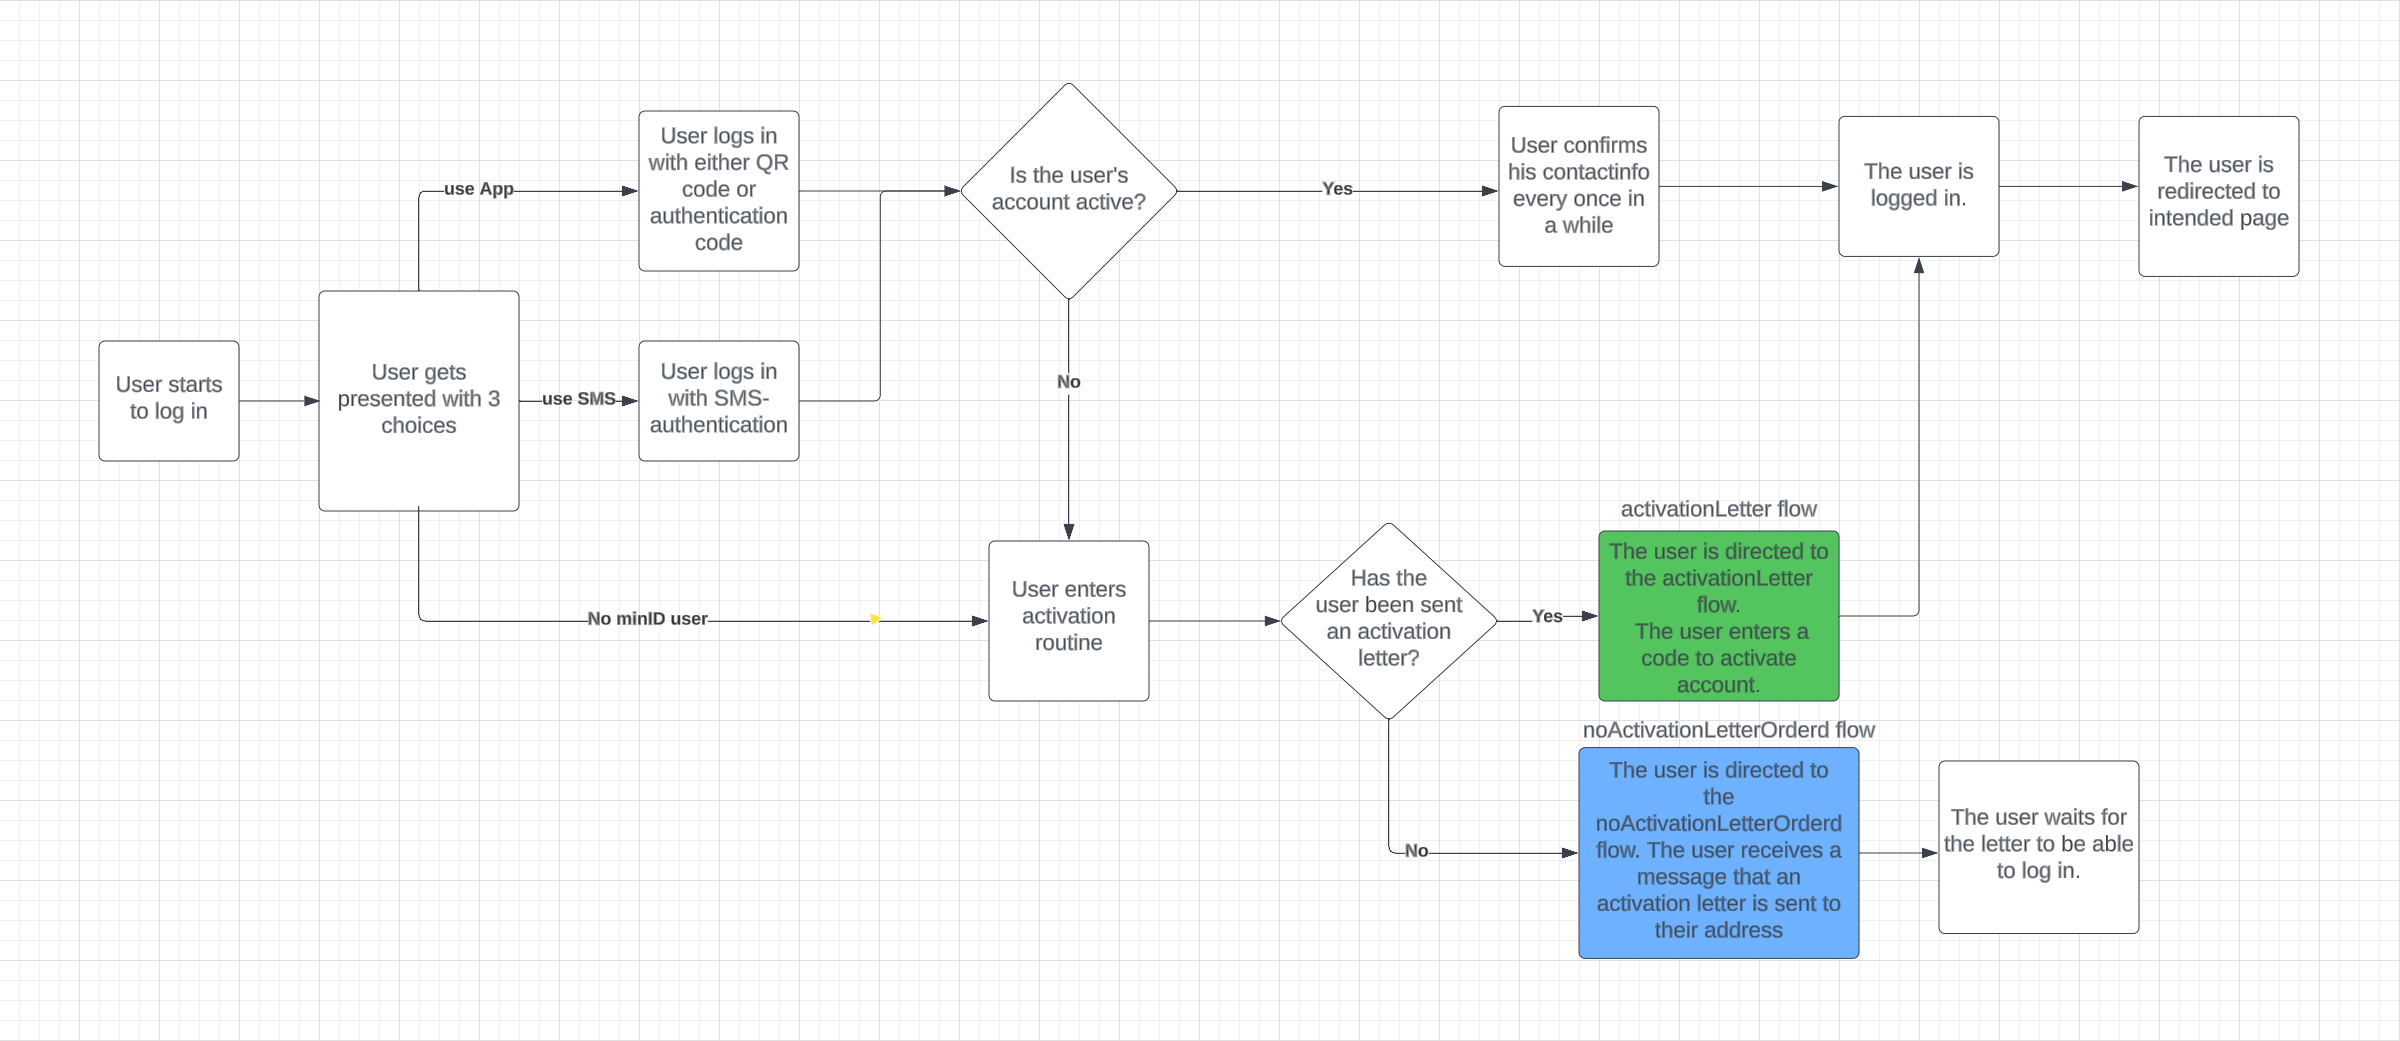 User starts
to log in
User gets
presented with 3
choices
use App
use SMS
No minID user
User logs in
with either QR
code or
authentication
code
User logs in
with SMS-
authentication
Is the user's
account active?
Yes
No
User confirms
his contactinfo
every once in
a while
The user is
logged in.
The user is
redirected to
intended page
User enters
activation
routine
Has the
user been sent
an activation
letter?
Yes
No
activationLetter flow
The user is directed to
the activationLetter
flow.
The user enters a
code to activate
account.
noActivationLetterOrderd flow
The user is directed to
the
noActivationLetterOrderd
flow. The user receives a
message that an
activation letter is sent to
their address
The user waits for
the letter to be able
to log in.